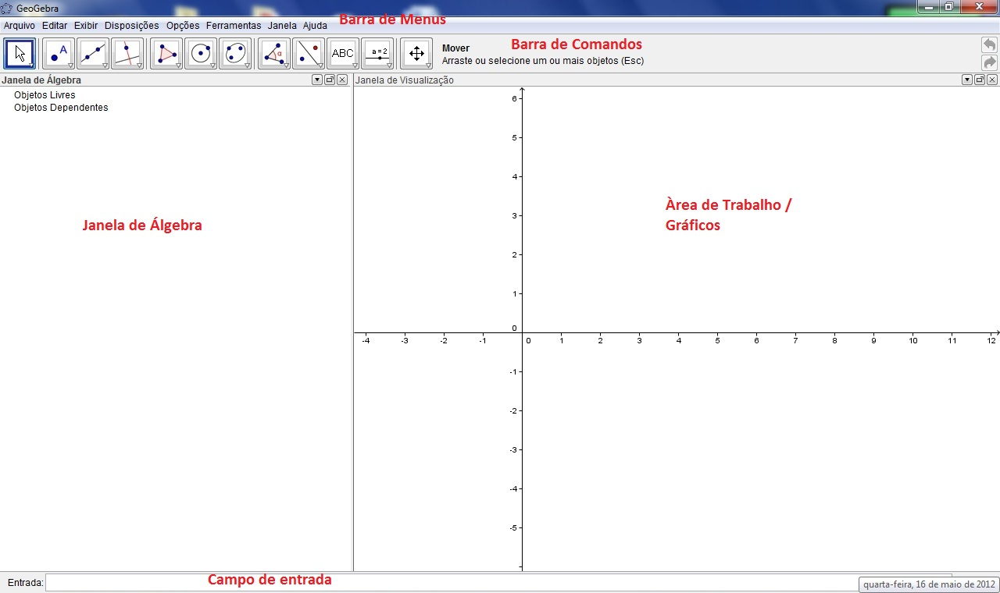 GeoGebra
Barra de Menus
Arquivo Editar Exibir Disposições Opções Ferramentas Janela Ajuda
Barra de Comandos
A
α
ABC
a = 2
Mover
Arraste ou selecione um ou mais objetos (Esc)
Janela de Álgebra
Janela de Visualização
Objetos Livres
Objetos Dependentes
Janela de Álgebra
Àrea de Trabalho /
Gráficos
6
5
4
3
2
1
0
-4 -3 -2 -1 0 1 2 3 4 5 6 7 8 9 10 11 12
-1
-2
-3
-4
-5
Entrada:
Campo de entrada
quarta-feira, 16 de maio de 2012